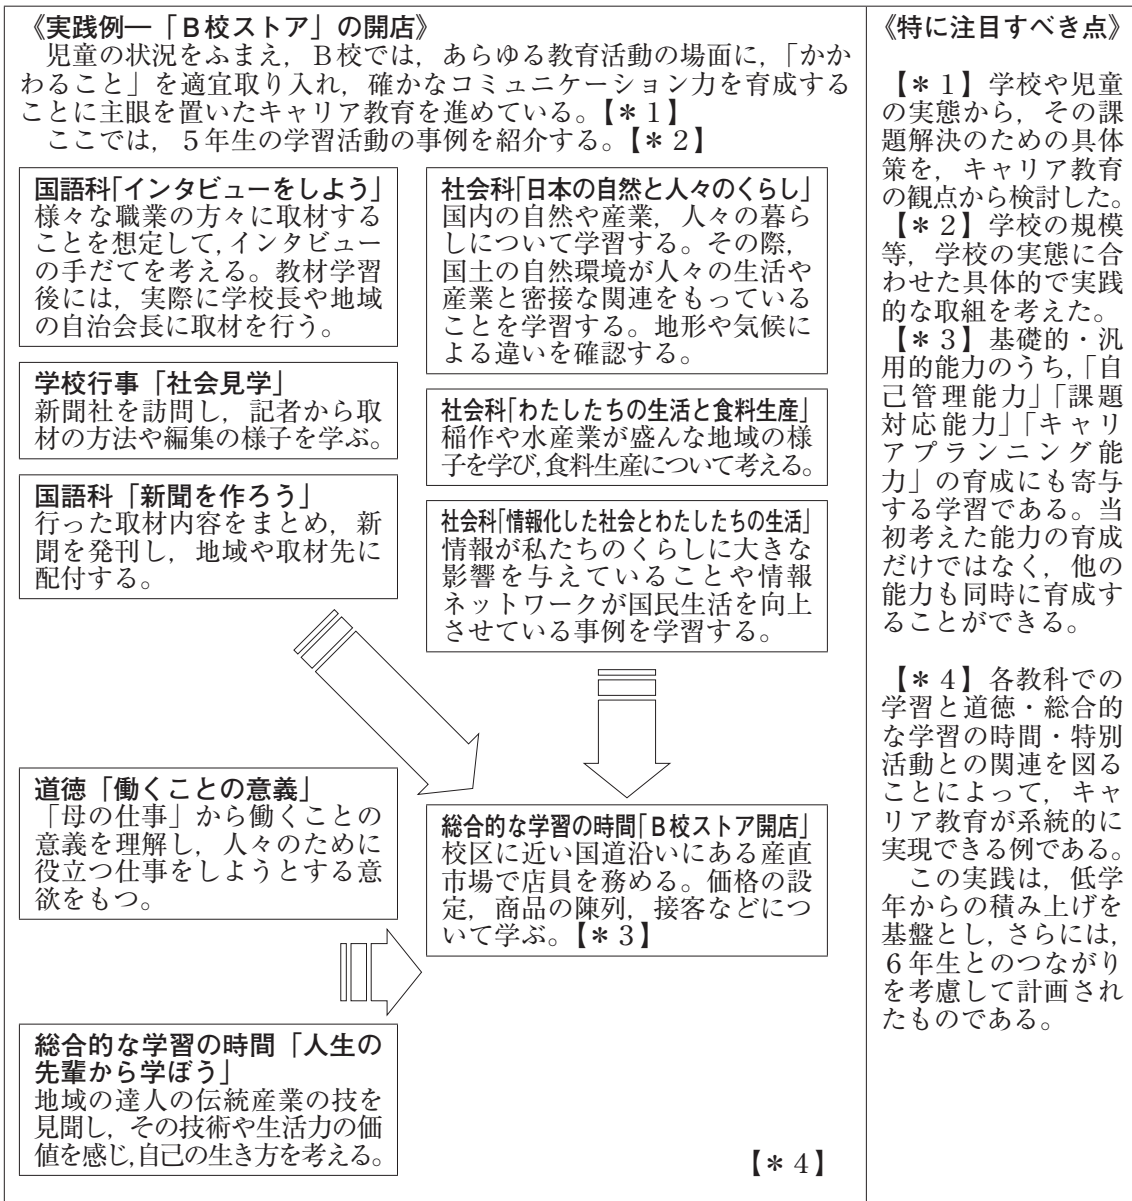 《実践例―「Ｂ校ストア」の開店》
児童の状況をふまえ，Ｂ校では，あらゆる教育活動の場面に，「かか
わること」を適宜取り入れ，確かなコミュニケーション力を育成する
ことに主眼を置いたキャリア教育を進めている。【＊１】
ここでは，５年生の学習活動の事例を紹介する。【＊２】
国語科「インタビューをしよう」
様々な職業の方々に取材する
ことを想定して，インタビュー
の手だてを考える。教材学習
後には，実際に学校長や地域
の自治会長に取材を行う。
学校行事「社会見学」
新聞社を訪問し，記者から取
材の方法や編集の様子を学ぶ。
国語科「新聞を作ろう」
行った取材内容をまとめ，新
聞を発刊し，地域や取材先に
配付する。
社会科「日本の自然と人々のくらし」
国内の自然や産業，人々の暮ら
しについて学習する。その際，
国土の自然環境が人々の生活や
産業と密接な関連をもっている
ことを学習する。地形や気候に
よる違いを確認する。
社会科「わたしたちの生活と食料生産」
稲作や水産業が盛んな地域の様
子を学び，食料生産について考える。
社会科「情報化した社会とわたしたちの生活」
情報が私たちのくらしに大きな
影響を与えていることや情報
ネットワークが国民生活を向上
させている事例を学習する。
道徳「働くことの意義」
「母の仕事」から働くことの
意義を理解し，人々のために
役立つ仕事をしようとする意
欲をもつ。
総合的な学習の時間「人生の
先輩から学ぼう」
地域の達人の伝統産業の技を
見聞し，その技術や生活力の価
値を感じ，自己の生き方を考える。
総合的な学習の時間「Ｂ校ストア開店」
校区に近い国道沿いにある産直
市場で店員を務める。価格の設
定，商品の陳列，接客などにつ
いて学ぶ。【＊３】
【＊４】
《特に注目すべき点》
【＊１】学校や児童
の実態から，その課
題解決のための具体
策を，キャリア教育
の観点から検討した。
【＊２】学校の規模
等，学校の実態に合
わせた具体的で実践
的な取組を考えた。
【＊３】基礎的・汎
用的能力のうち，「自
己管理能力」「課題
対応能力」「キャリ
アプランニング能
力」の育成にも寄与
する学習である。当
初考えた能力の育成
だけではなく，他の
能力も同時に育成す
ることができる。
【＊４】各教科での
学習と道徳・総合的
な学習の時間・特別
活動との関連を図る
ことによって，キャ
リア教育が系統的に
実現できる例である。
この実践は，低学
年からの積み上げを
基盤とし，さらには，
６年生とのつながり
を考慮して計画され
たものである。